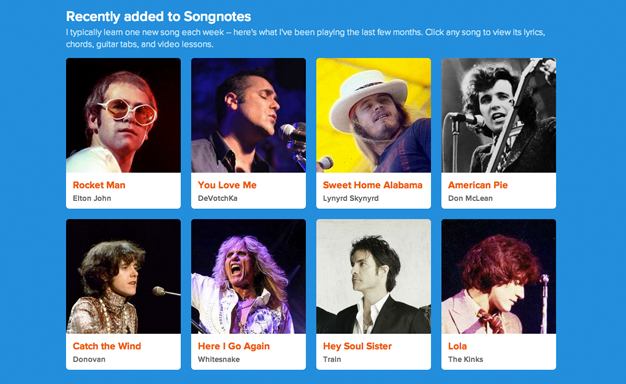 Recently added to Songnotes
I typically learn one new song each week – here's what I've been playing the last few months. Click any song to view its lyrics,
chords, guitar tabs, and video lessons.
Rocket Man
Elton John
You Love Me
DeVotchKa
Sweet Home Alabama
Lynyrd Skynyrd
American Pie
Don McLean
Catch the Wind
Donovan
Here I Go Again
Whitesnake
Hey Soul Sister
Train
Lola
The Kinks